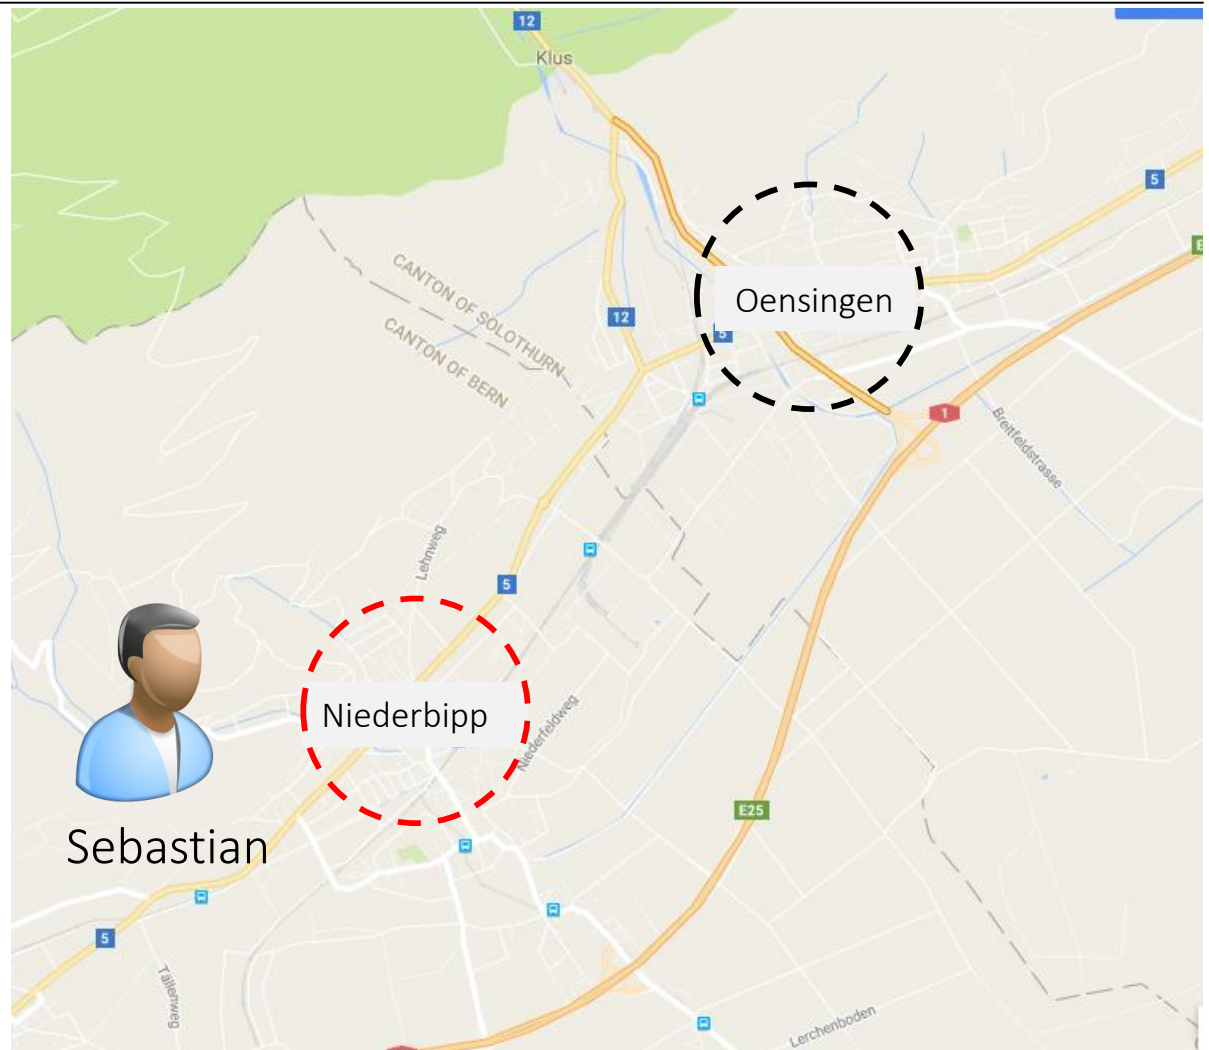 12
Klus
5
E
CANTON OF SOLOTHURN
CANTON OF BERN
Oensingen
12
5
1
Breitfeldstrasse
Lehnweg
5
Niederbipp
Niederfeldweg
E25
Sebastian
5
Tällenweg
Lerchenboden